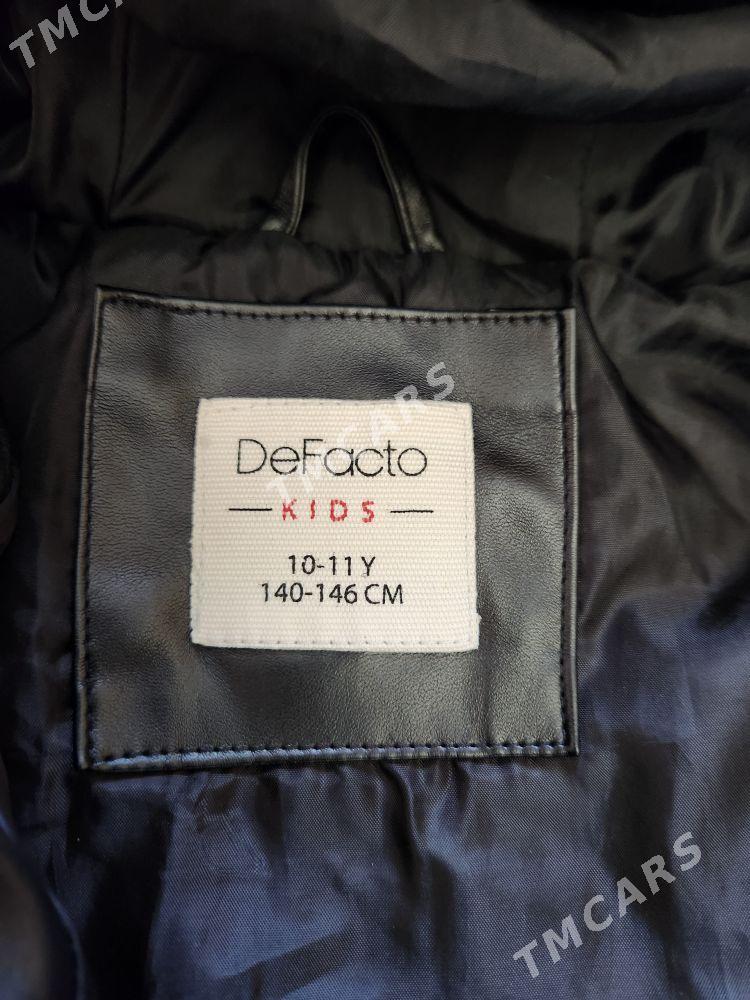 TMCARS
TMCARS
DeFacto
— KIDS —
10-11 Y
140-146 CM
TMCARS